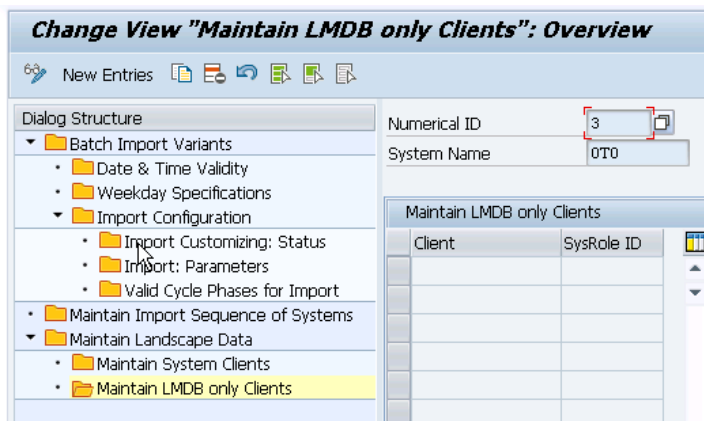 Change View "Maintain LMDB only Clients": Overview
New Entries
Dialog Structure
Batch Import Variants
Date & Time Validity
Weekday Specifications
Import Configuration
Import Customizing: Status
Import: Parameters
Valid Cycle Phases for Import
Maintain Import Sequence of Systems
Maintain Landscape Data
Maintain System Clients
Maintain LMDB only Clients
Numerical ID 3
System Name 0T0
Maintain LMDB only Clients
Client SysRole ID